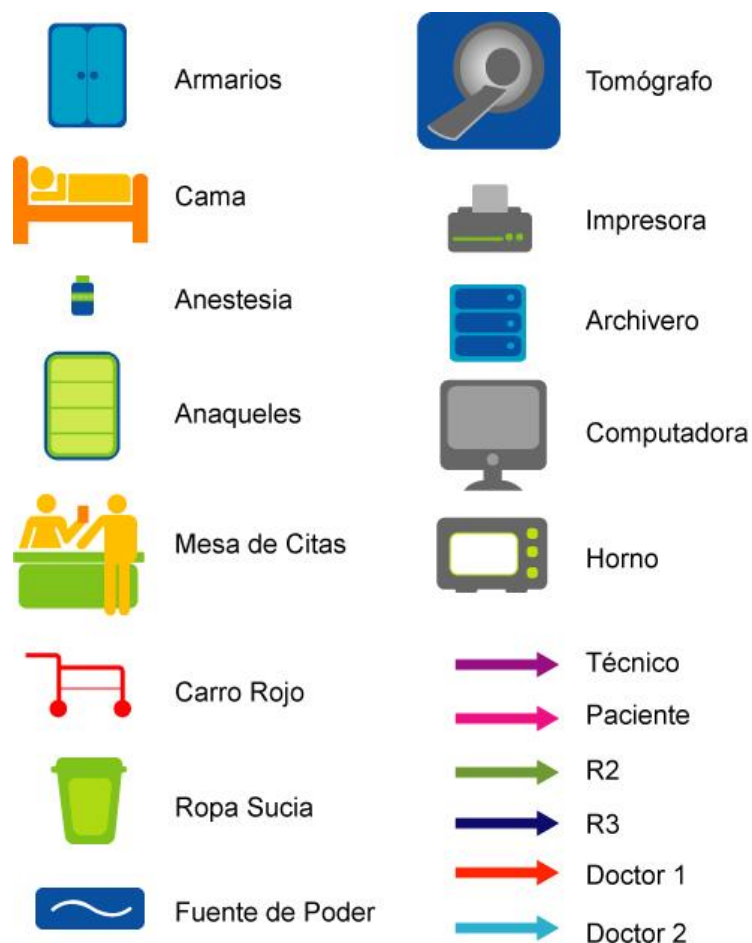 Armarios
Cama
Anestesia
Anaqueles
Mesa de Citas
Carro Rojo
Ropa Sucia
Fuente de Poder
Tomógrafo
Impresora
Archivero
Computadora
Horno
Técnico
Paciente
R2
R3
Doctor 1
Doctor 2